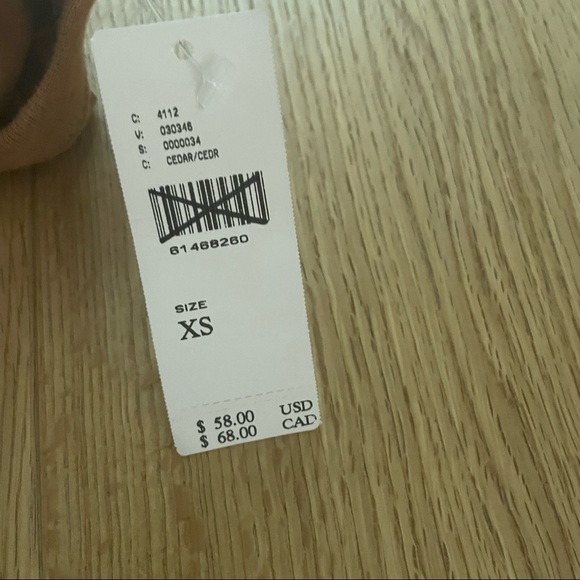 C: 4112
V: 030346
S: 0000034
C: CEDAR/CEDR
61468260
SIZE
XS
$ 58.00 USD
$ 68.00 CAD